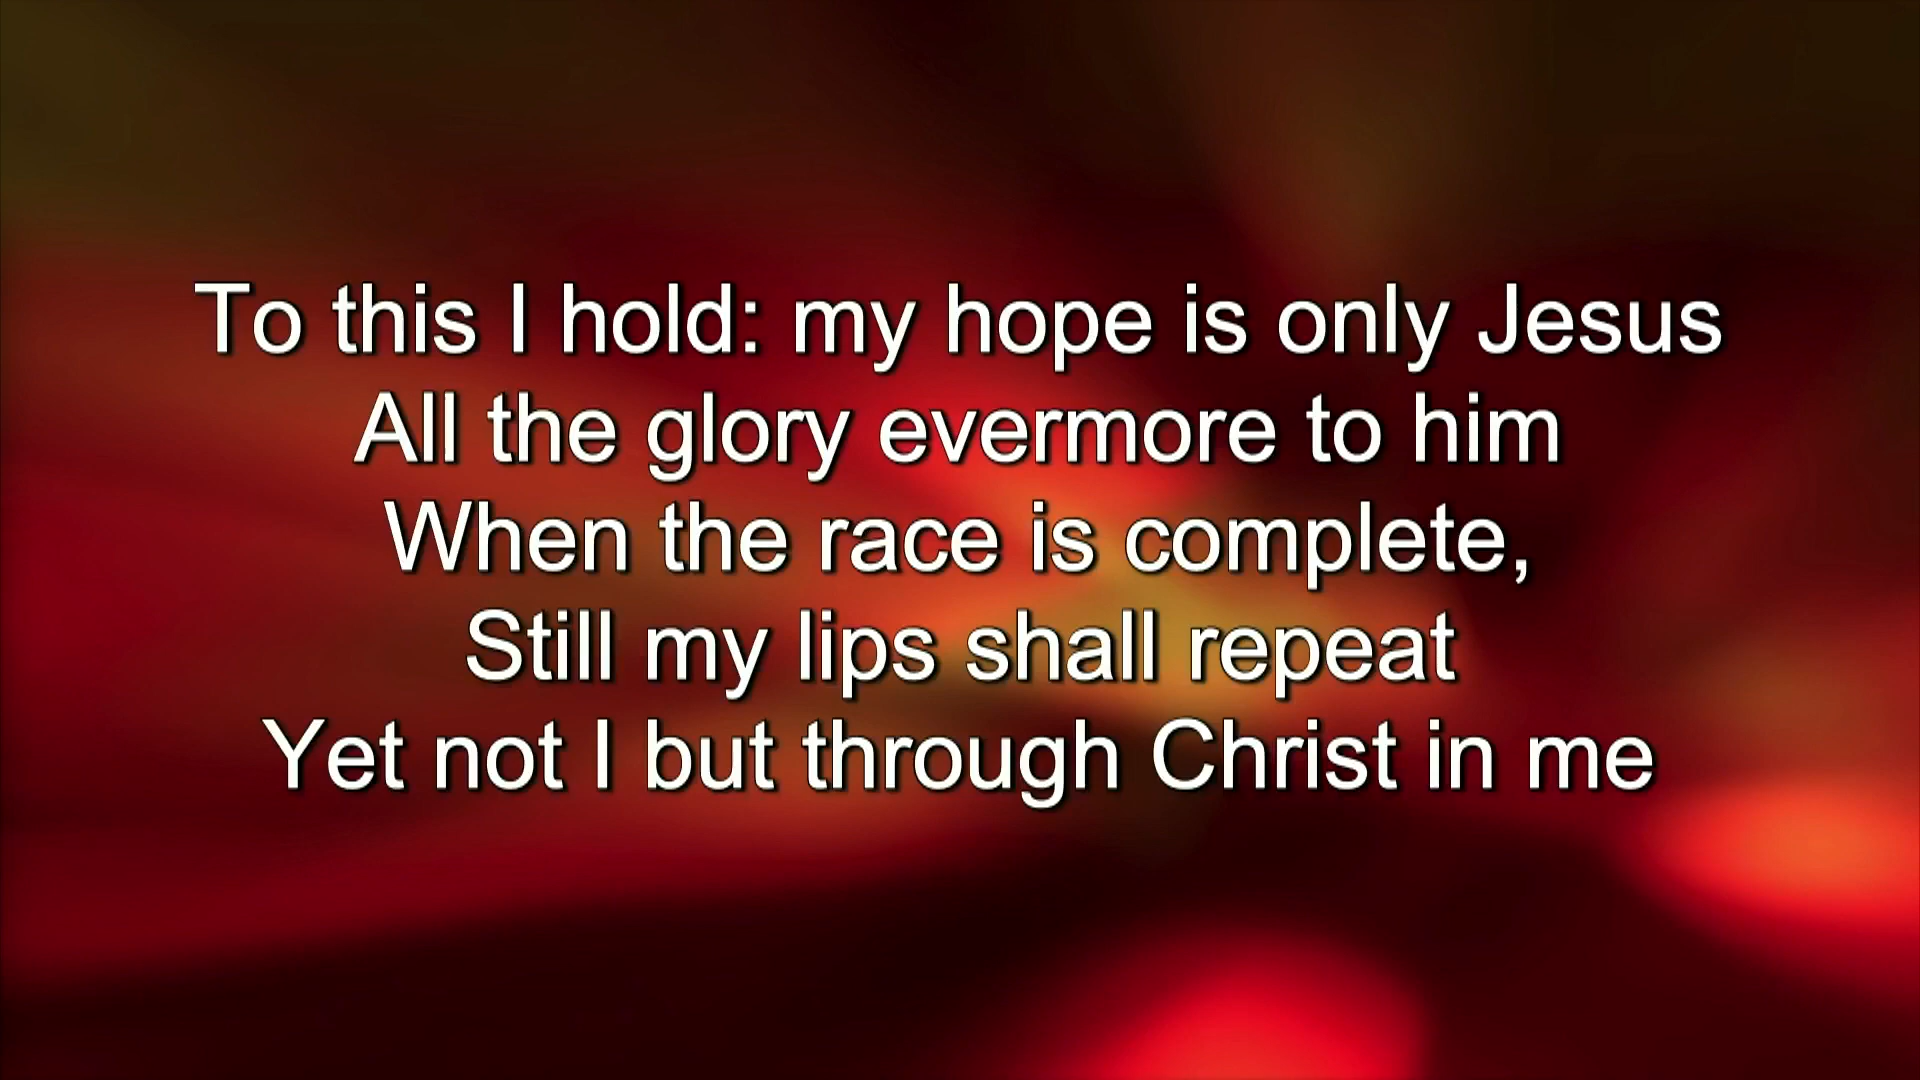 To this I hold: my hope is only Jesus
All the glory evermore to him
When the race is complete,
Still my lips shall repeat
Yet not I but through Christ in me